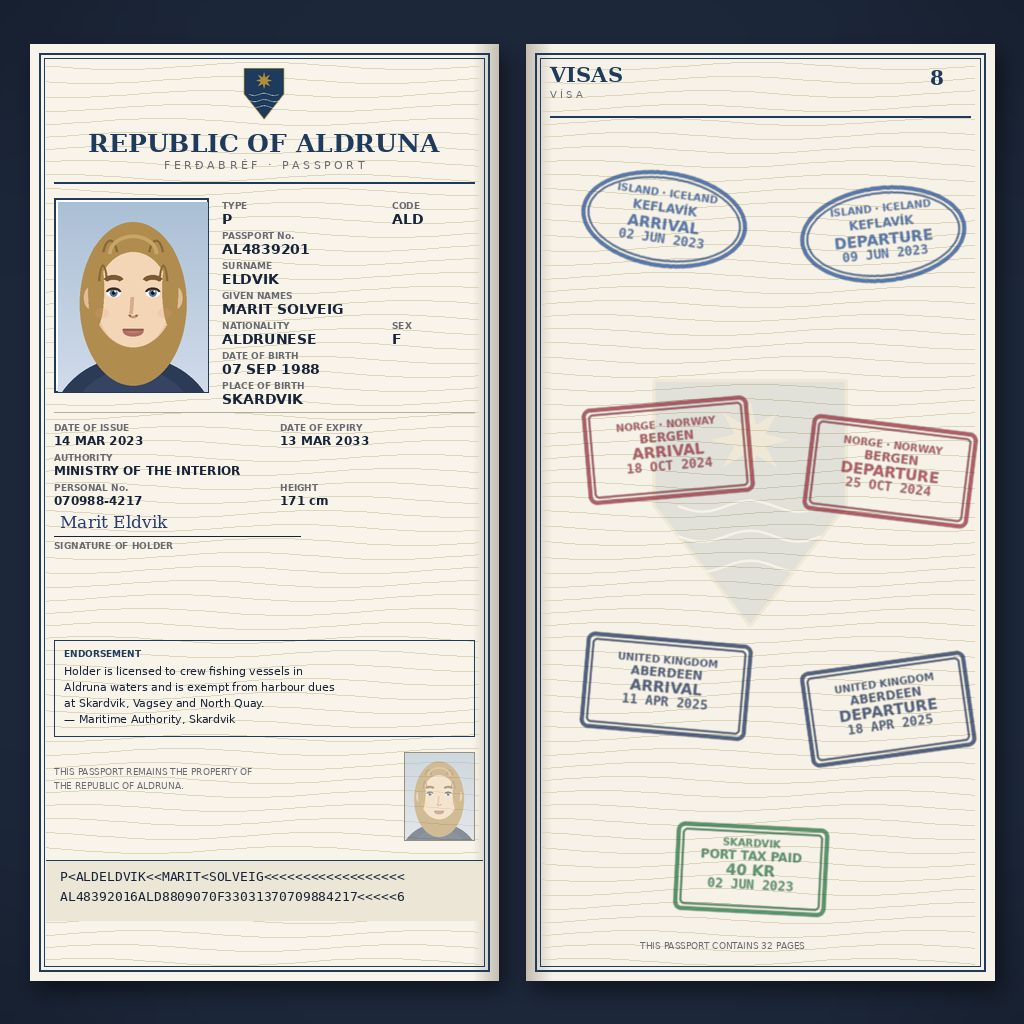 REPUBLIC OF ALDRUNA
FERÐABRÉF · PASSPORT
TYPE
CODE
P
ALD
PASSPORT No.
AL4839201
SURNAME
ELDVIK
GIVEN NAMES
MARIT SOLVEIG
NATIONALITY
SEX
ALDRUNESE
F
DATE OF BIRTH
07 SEP 1988
PLACE OF BIRTH
SKARDVIK
DATE OF ISSUE
DATE OF EXPIRY
14 MAR 2023
13 MAR 2033
AUTHORITY
MINISTRY OF THE INTERIOR
PERSONAL No.
HEIGHT
070988-4217
171 cm
Marit Eldvik
SIGNATURE OF HOLDER
ENDORSEMENT
Holder is licensed to crew fishing vessels in
Aldruna waters and is exempt from harbour dues
at Skardvik, Vagsey and North Quay.
— Maritime Authority, Skardvik
THIS PASSPORT REMAINS THE PROPERTY OF
THE REPUBLIC OF ALDRUNA.
P<ALDELDVIK<<MARIT<SOLVEIG<<<<<<<<<<<<<<<<<<
AL48392016ALD8809070F33031370709884217<<<<<6
VISAS
8
VÍSA
ÍSLAND · ICELAND
KEFLAVÍK
ARRIVAL
02 JUN 2023
ÍSLAND · ICELAND
KEFLAVÍK
DEPARTURE
09 JUN 2023
NORGE · NORWAY
BERGEN
ARRIVAL
18 OCT 2024
NORGE · NORWAY
BERGEN
DEPARTURE
25 OCT 2024
UNITED KINGDOM
ABERDEEN
ARRIVAL
11 APR 2025
UNITED KINGDOM
ABERDEEN
DEPARTURE
18 APR 2025
SKARDVIK
PORT TAX PAID
40 KR
02 JUN 2023
THIS PASSPORT CONTAINS 32 PAGES